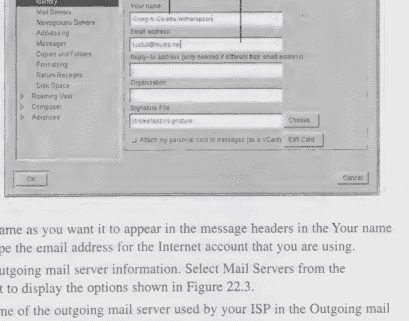 Identity
Mail Servers
Newsgroups Servers
Addressing
Messages
Copies and Folders
Formatting
Return Receipts
Disk Space
Roaming User
Composer
Advanced
Your name
Craig & Coletta Witherspoon
Email address:
Reply-to address (only needed if different from email address)
Organization
Signature File
Choose...
Attach my personal card to messages (as a vCard)
Edit Card
OK
Cancel
ame as you want it to appear in the message headers in the Your name
pe the email address for the Internet account that you are using.
utgoing mail server information. Select Mail Servers from the
t to display the options shown in Figure 22.3.
me of the outgoing mail server used by your ISP in the Outgoing mail